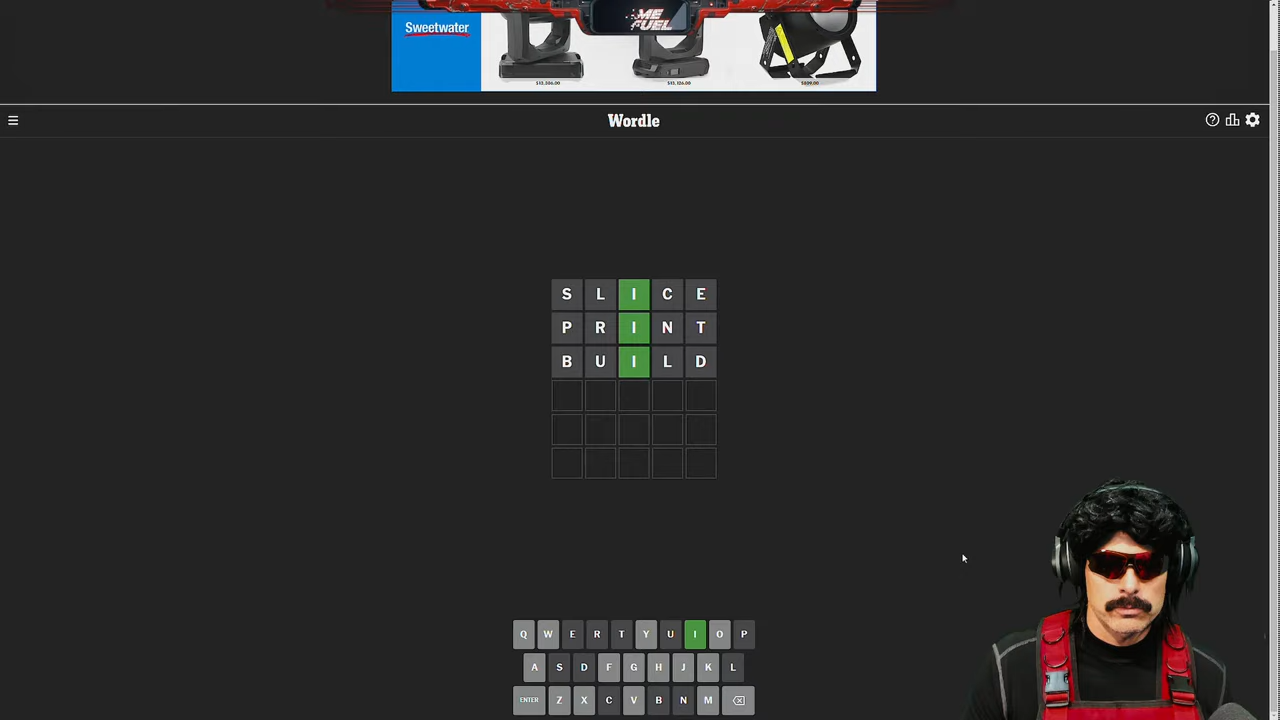 ME
FUEL
Sweetwater
Wordle
S L I C E
P R I N T
B U I L D
Q W E R T Y U I O P
A S D F G H J K L
ENTER Z X C V B N M